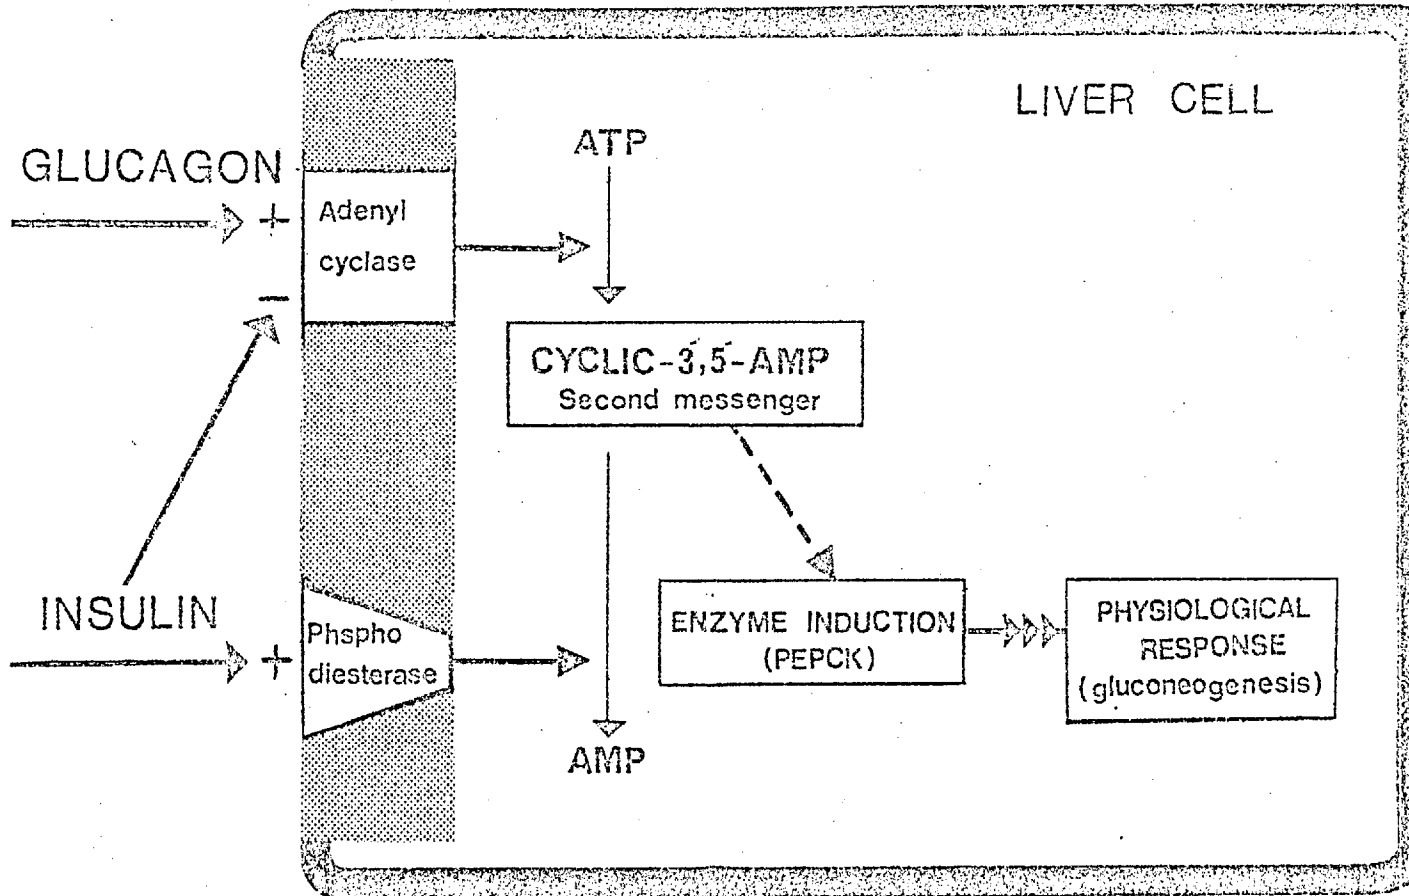 LIVER CELL
ATP
GLUCAGON
+
Adenyl
cyclase
-
CYCLIC-3́,5́-AMP
Second messenger
INSULIN
+
Phspho
diesterase
ENZYME INDUCTION
(PEPCK)
PHYSIOLOGICAL
RESPONSE
(gluconeogenesis)
AMP